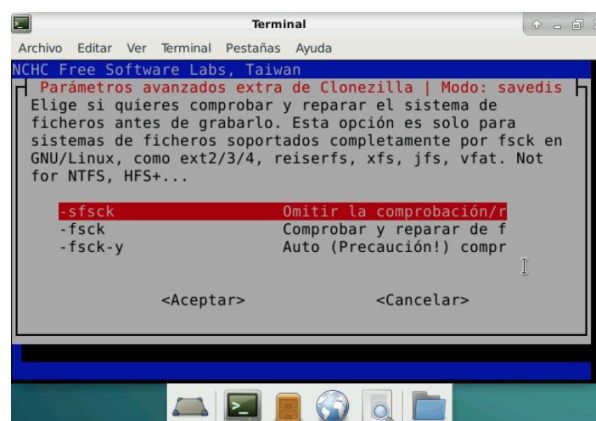 Terminal
Archivo Editar Ver Terminal Pestañas Ayuda
NCHC Free Software Labs, Taiwan
Parámetros avanzados extra de Clonezilla | Modo: savedis
Elige si quieres comprobar y reparar el sistema de
ficheros antes de grabarlo. Esta opción es solo para
sistemas de ficheros soportados completamente por fsck en
GNU/Linux, como ext2/3/4, reiserfs, xfs, jfs, vfat. Not
for NTFS, HFS+...
-sfsck Omitir la comprobación/r
-fsck Comprobar y reparar de f
-fsck-y Auto (Precaución!) compr
<Aceptar> <Cancelar>